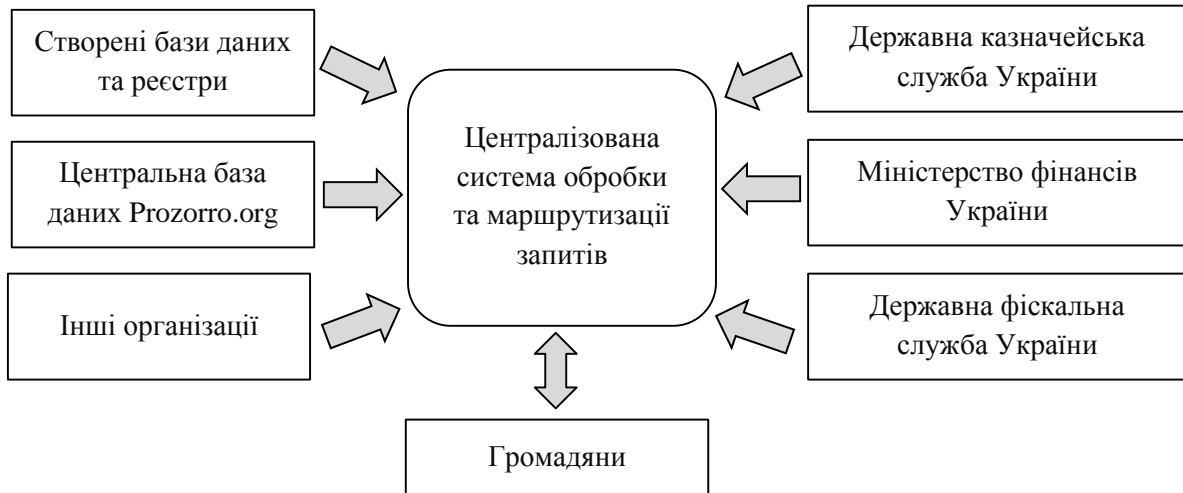 Створені бази даних
та реєстри
Центральна база
даних Prozorro.org
Інші організації
Централізована
система обробки
та маршрутизації
запитів
Державна казначейська
служба України
Міністерство фінансів
України
Державна фіскальна
служба України
Громадяни